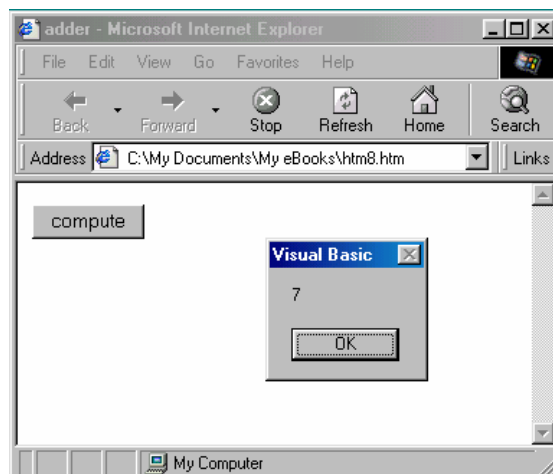 adder - Microsoft Internet Explorer
File Edit View Go Favorites Help
Back Forward Stop Refresh Home Search
Address C:\My Documents\My eBooks\htm8.htm Links
compute
Visual Basic
7
OK
My Computer